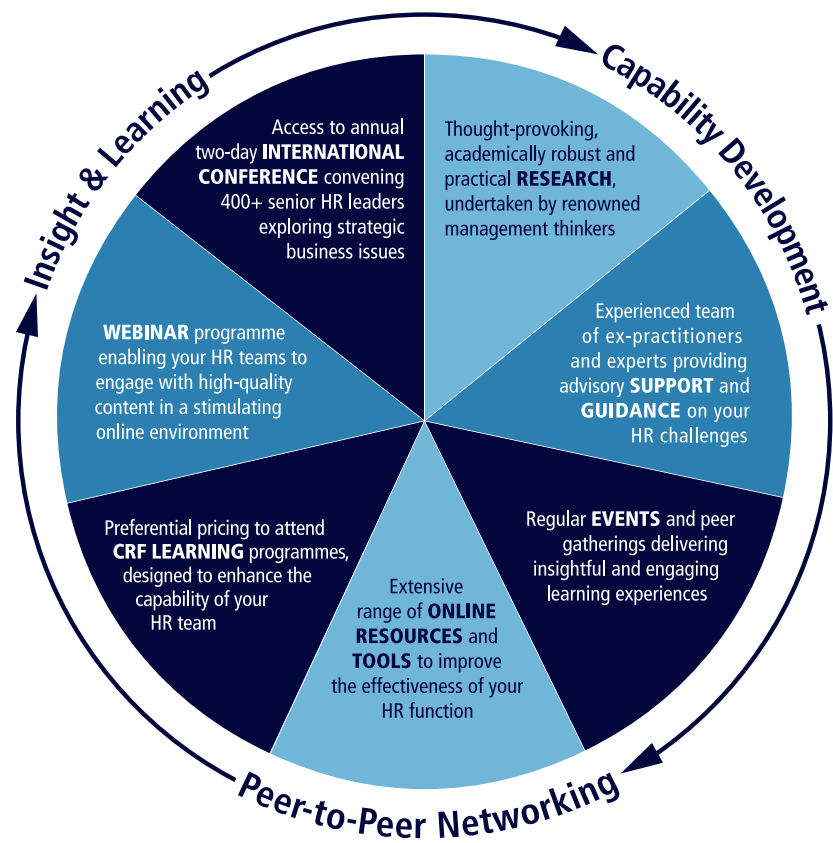 Insight & Learning
Capability Development
Peer-to-Peer Networking
Access to annual
two-day INTERNATIONAL
CONFERENCE convening
400+ senior HR leaders
exploring strategic
business issues
Thought-provoking,
academically robust and
practical RESEARCH,
undertaken by renowned
management thinkers
Experienced team
of ex-practitioners
and experts providing
advisory SUPPORT and
GUIDANCE on your
HR challenges
Regular EVENTS and peer
gatherings delivering
insightful and engaging
learning experiences
Extensive
range of ONLINE
RESOURCES and
TOOLS to improve
the effectiveness of your
HR function
Preferential pricing to attend
CRF LEARNING programmes,
designed to enhance the
capability of your
HR team
WEBINAR programme
enabling your HR teams to
engage with high-quality
content in a stimulating
online environment